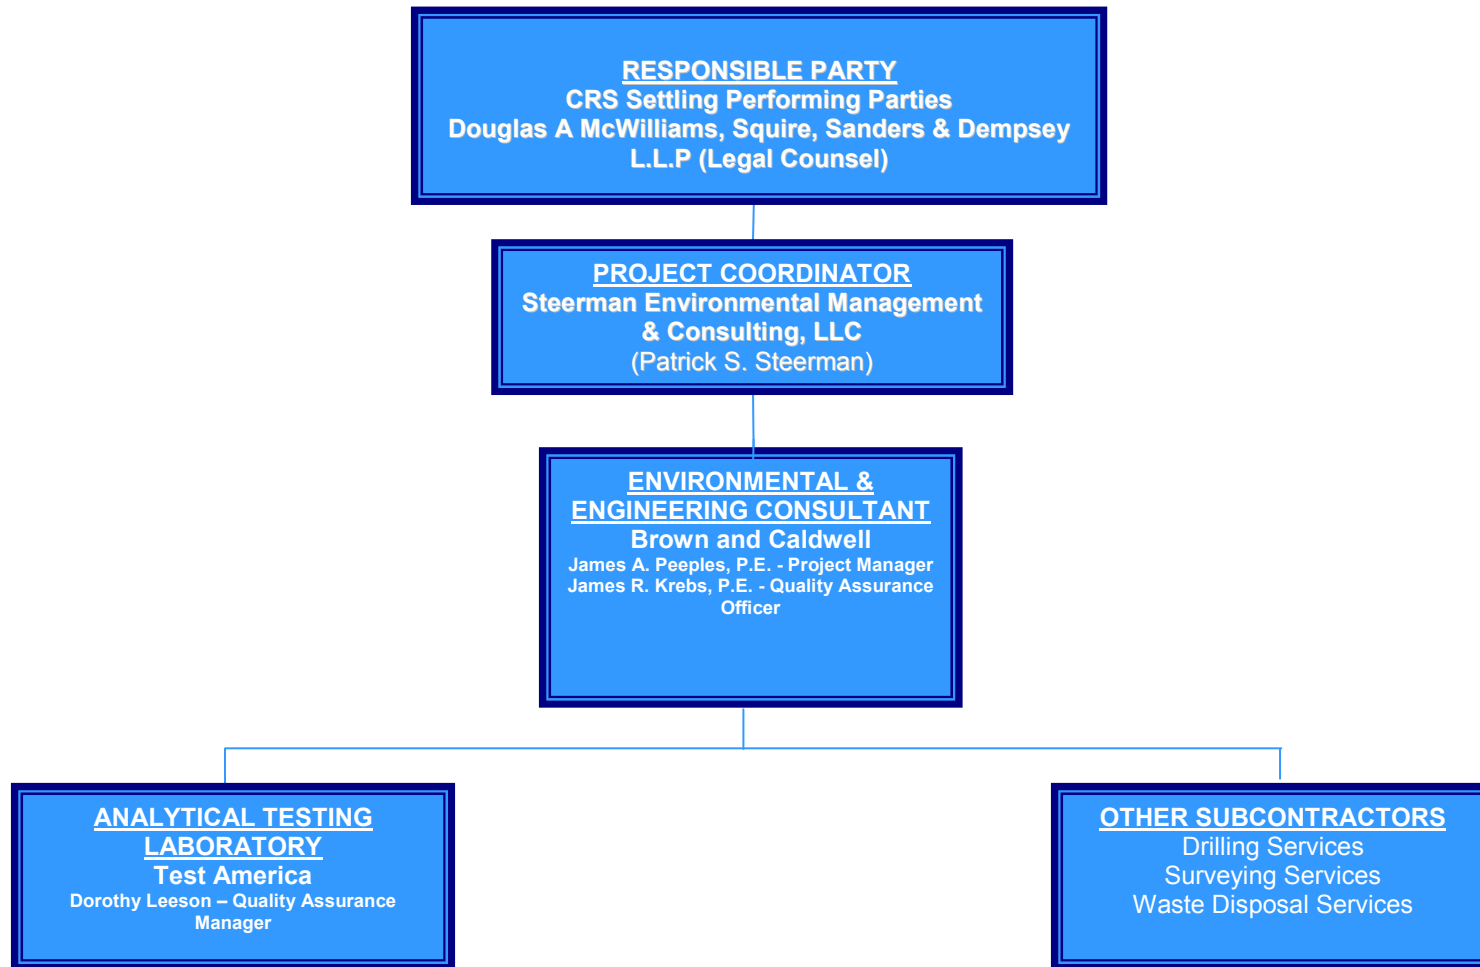 RESPONSIBLE PARTY
CRS Settling Performing Parties
Douglas A McWilliams, Squire, Sanders & Dempsey
L.L.P (Legal Counsel)
PROJECT COORDINATOR
Steerman Environmental Management
& Consulting, LLC
(Patrick S. Steerman)
ENVIRONMENTAL &
ENGINEERING CONSULTANT
Brown and Caldwell
James A. Peeples, P.E. - Project Manager
James R. Krebs, P.E. - Quality Assurance
Officer
ANALYTICAL TESTING
LABORATORY
Test America
Dorothy Leeson – Quality Assurance
Manager
OTHER SUBCONTRACTORS
Drilling Services
Surveying Services
Waste Disposal Services